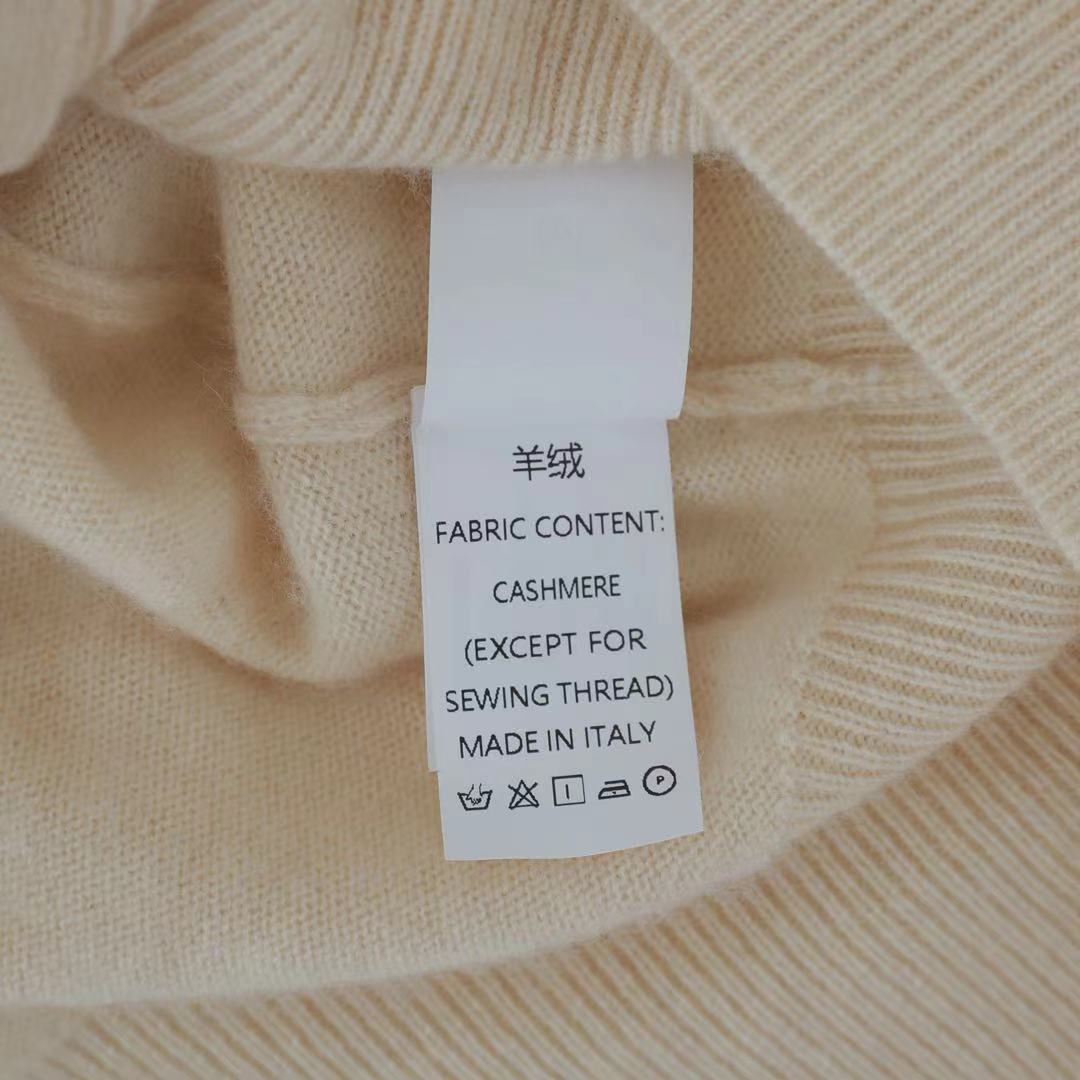 羊绒
FABRIC CONTENT:
CASHMERE
(EXCEPT FOR
SEWING THREAD)
MADE IN ITALY
P